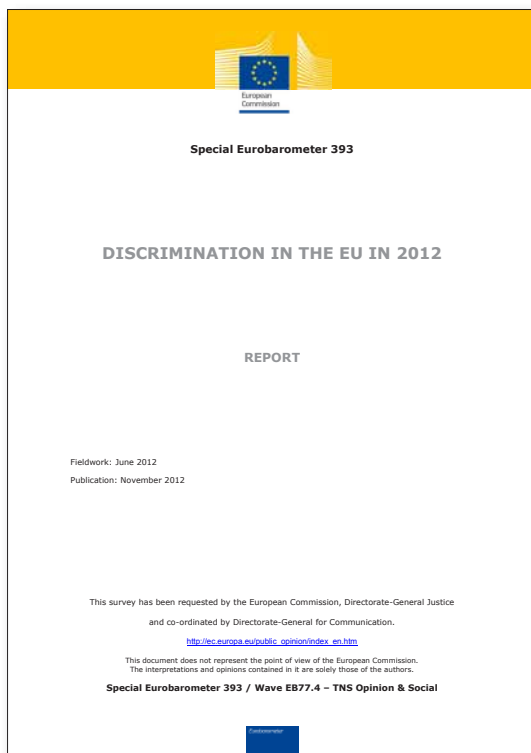 European
Commission
Special Eurobarometer 393
DISCRIMINATION IN THE EU IN 2012
REPORT
Fieldwork: June 2012
Publication: November 2012
This survey has been requested by the European Commission, Directorate-General Justice
and co-ordinated by Directorate-General for Communication.
http://ec.europa.eu/public_opinion/index_en.htm
This document does not represent the point of view of the European Commission.
The interpretations and opinions contained in it are solely those of the authors.
Special Eurobarometer 393 / Wave EB77.4 – TNS Opinion & Social
Eurobarometer